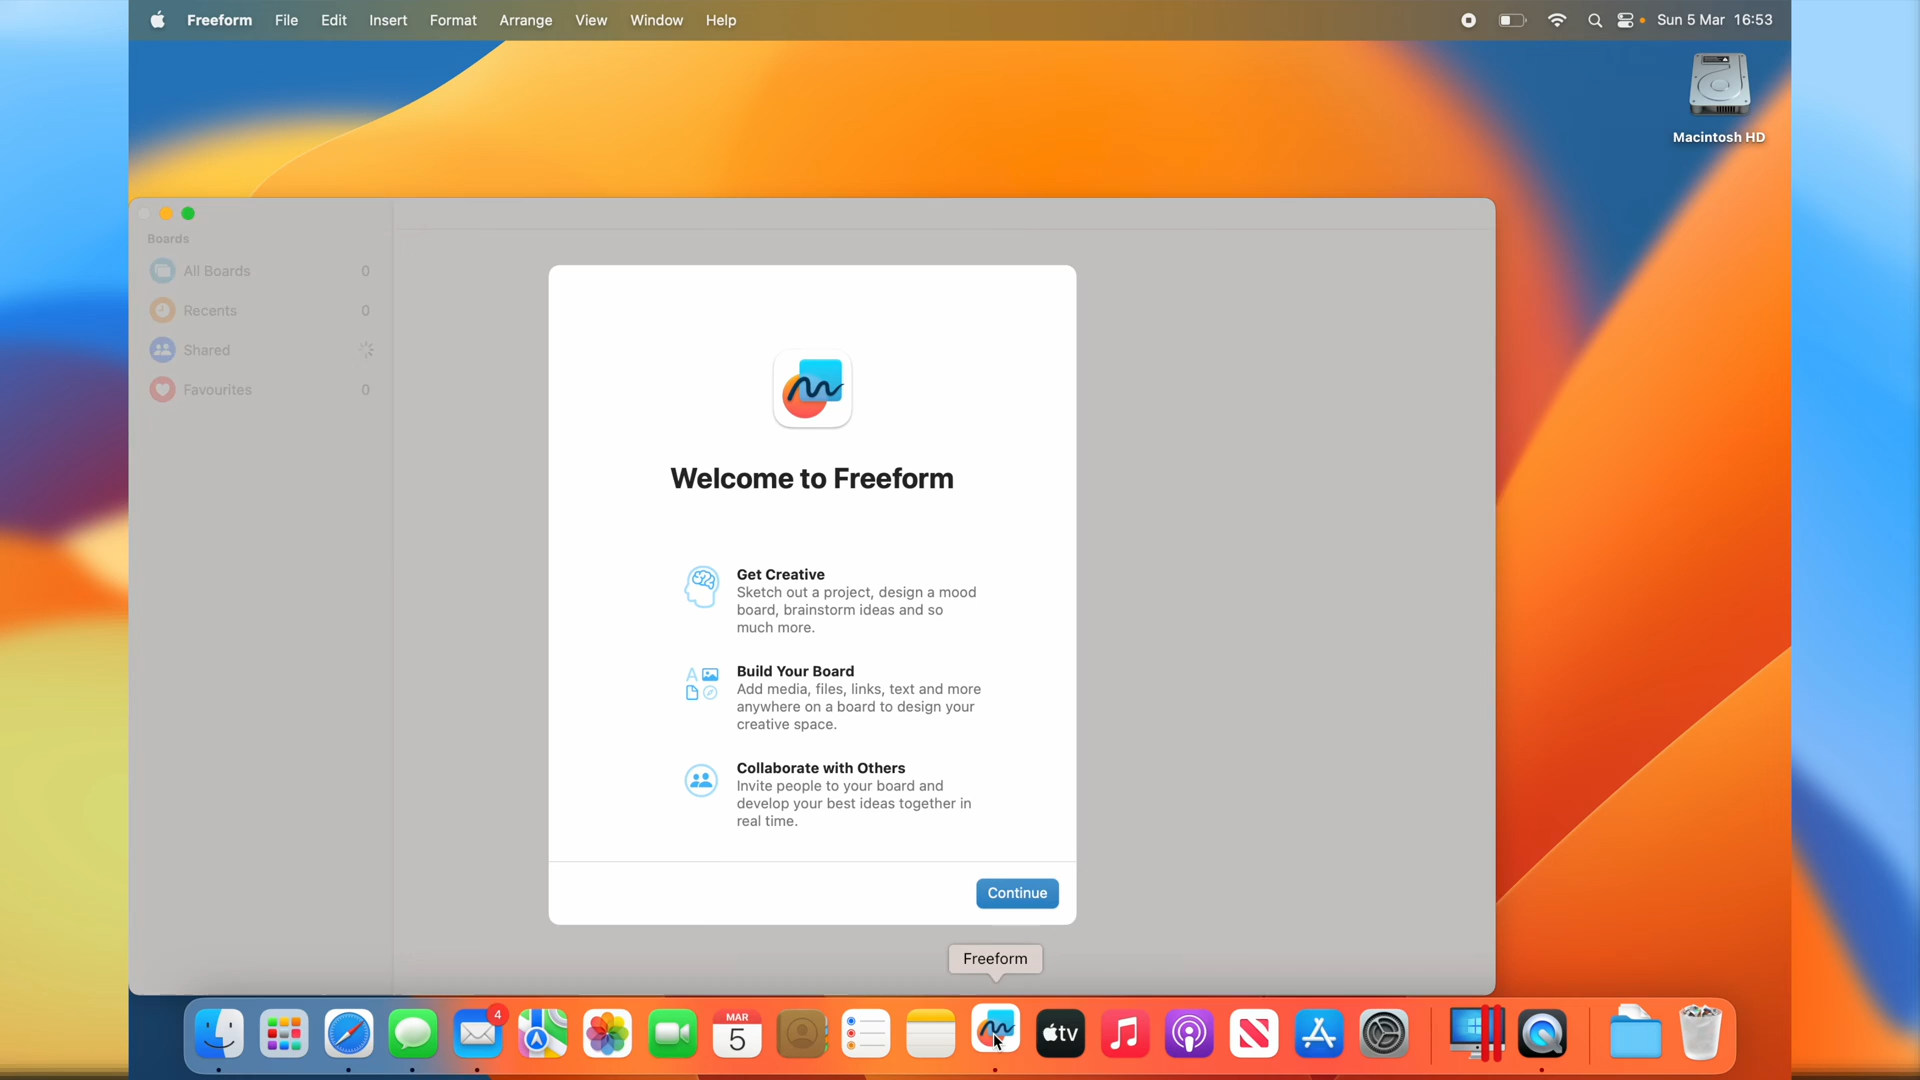 Freeform File Edit Insert Format Arrange View Window Help Sun 5 Mar 16:53
Macintosh HD
Boards
All Boards 0
Recents 0
Shared
Favourites 0
Welcome to Freeform
Get Creative
Sketch out a project, design a mood
board, brainstorm ideas and so
much more.
A
Build Your Board
Add media, files, links, text and more
anywhere on a board to design your
creative space.
Collaborate with Others
Invite people to your board and
develop your best ideas together in
real time.
Continue
Freeform
4
MAR
5
tv